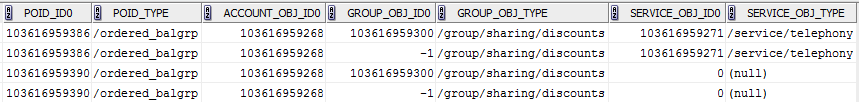 POID_ID0 POID_TYPE ACCOUNT_OBJ_ID0 GROUP_OBJ_ID0 GROUP_OBJ_TYPE SERVICE_OBJ_ID0 SERVICE_OBJ_TYPE
103616959386 /ordered_balgrp 103616959268 103616959300 /group/sharing/discounts 103616959271 /service/telephony
103616959386 /ordered_balgrp 103616959268 -1 /group/sharing/discounts 103616959271 /service/telephony
103616959390 /ordered_balgrp 103616959268 103616959300 /group/sharing/discounts 0 (null)
103616959390 /ordered_balgrp 103616959268 -1 /group/sharing/discounts 0 (null)